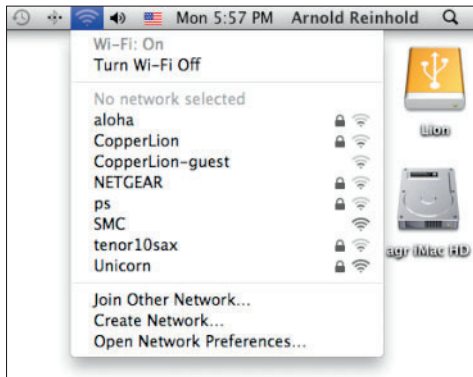 Mon 5:57 PM Arnold Reinhold
Wi-Fi: On
Turn Wi-Fi Off
No network selected
aloha
CopperLion
CopperLion-guest
NETGEAR
ps
SMC
tenor10sax
Unicorn
Join Other Network...
Create Network...
Open Network Preferences...
Lion
agr iMac HD